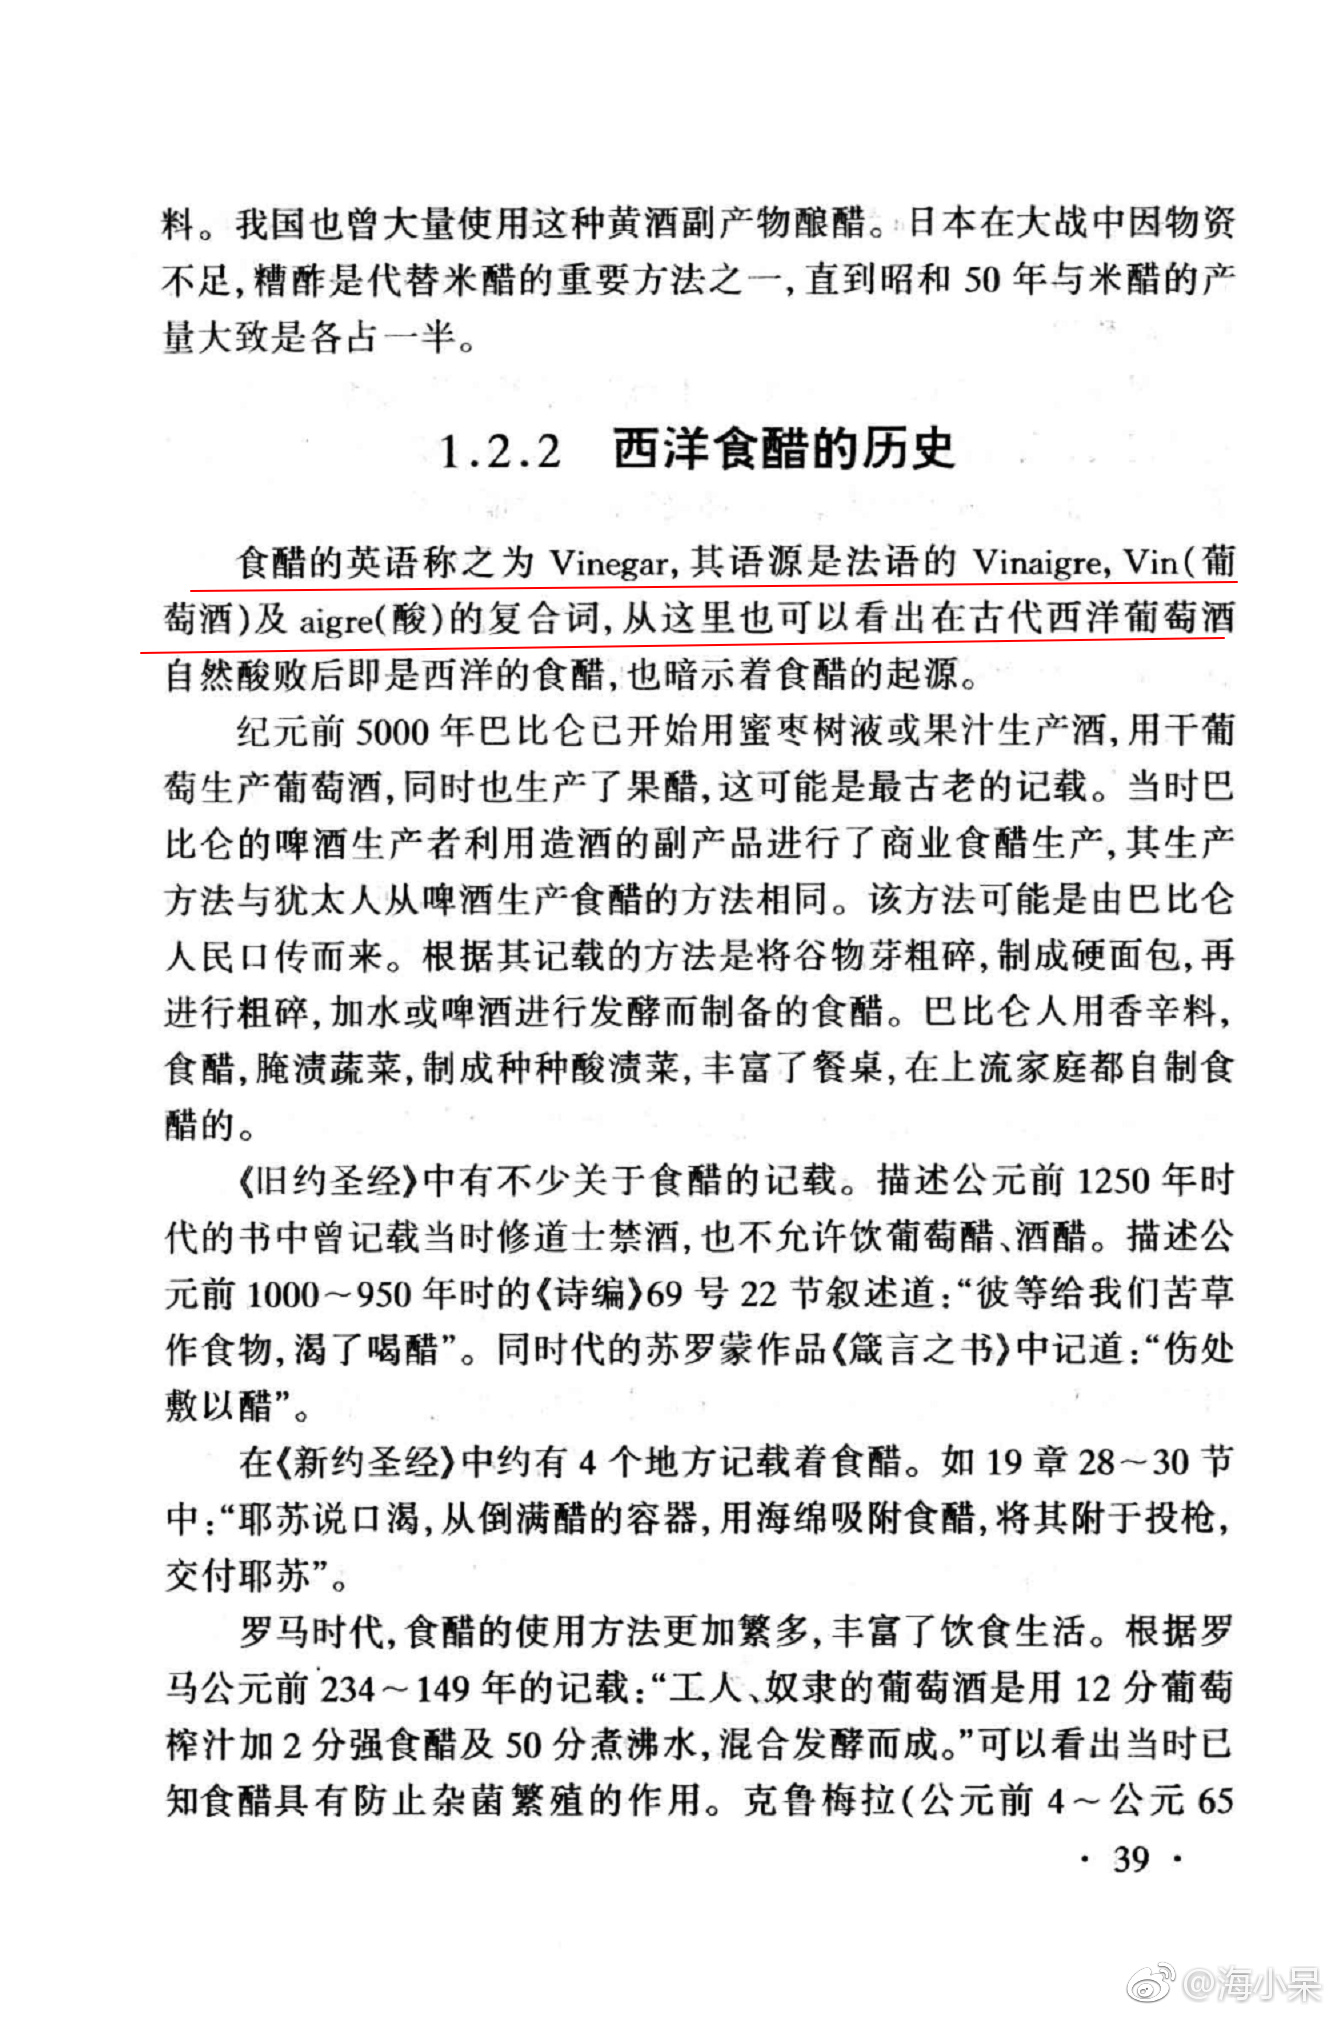 料。我国也曾大量使用这种黄酒副产物酿醋。日本在大战中因物资
不足,糟酢是代替米醋的重要方法之一,直到昭和 50 年与米醋的产
量大致是各占一半。
1.2.2 西洋食醋的历史
食醋的英语称之为 Vinegar,其语源是法语的 Vinaigre, Vin(葡
萄酒)及 aigre(酸)的复合词,从这里也可以看出在古代西洋葡萄酒
自然酸败后即是西洋的食醋,也暗示着食醋的起源。
纪元前 5000 年巴比仑已开始用蜜枣树液或果汁生产酒,用干葡
萄生产葡萄酒,同时也生产了果醋,这可能是最古老的记载。当时巴
比仑的啤酒生产者利用造酒的副产品进行了商业食醋生产,其生产
方法与犹太人从啤酒生产食醋的方法相同。该方法可能是由巴比仑
人民口传而来。根据其记载的方法是将谷物芽粗碎,制成硬面包,再
进行粗碎,加水或啤酒进行发酵而制备的食醋。巴比仑人用香辛料,
食醋,腌渍蔬菜,制成种种酸渍菜,丰富了餐桌,在上流家庭都自制食
醋的。
《旧约圣经》中有不少关于食醋的记载。描述公元前 1250 年时
代的书中曾记载当时修道士禁酒,也不允许饮葡萄醋、酒醋。描述公
元前 1000～950 年时的《诗编》69 号 22 节叙述道:“彼等给我们苦草
作食物,渴了喝醋”。同时代的苏罗蒙作品《箴言之书》中记道:“伤处
敷以醋”。
在《新约圣经》中约有 4 个地方记载着食醋。如 19 章 28～30 节
中:“耶苏说口渴,从倒满醋的容器,用海绵吸附食醋,将其附于投枪,
交付耶苏”。
罗马时代,食醋的使用方法更加繁多,丰富了饮食生活。根据罗
马公元前 234～149 年的记载:“工人、奴隶的葡萄酒是用 12 分葡萄
榨汁加 2 分强食醋及 50 分煮沸水,混合发酵而成。”可以看出当时已
知食醋具有防止杂菌繁殖的作用。克鲁梅拉(公元前 4～公元 65
· 39 ·
@海小呆